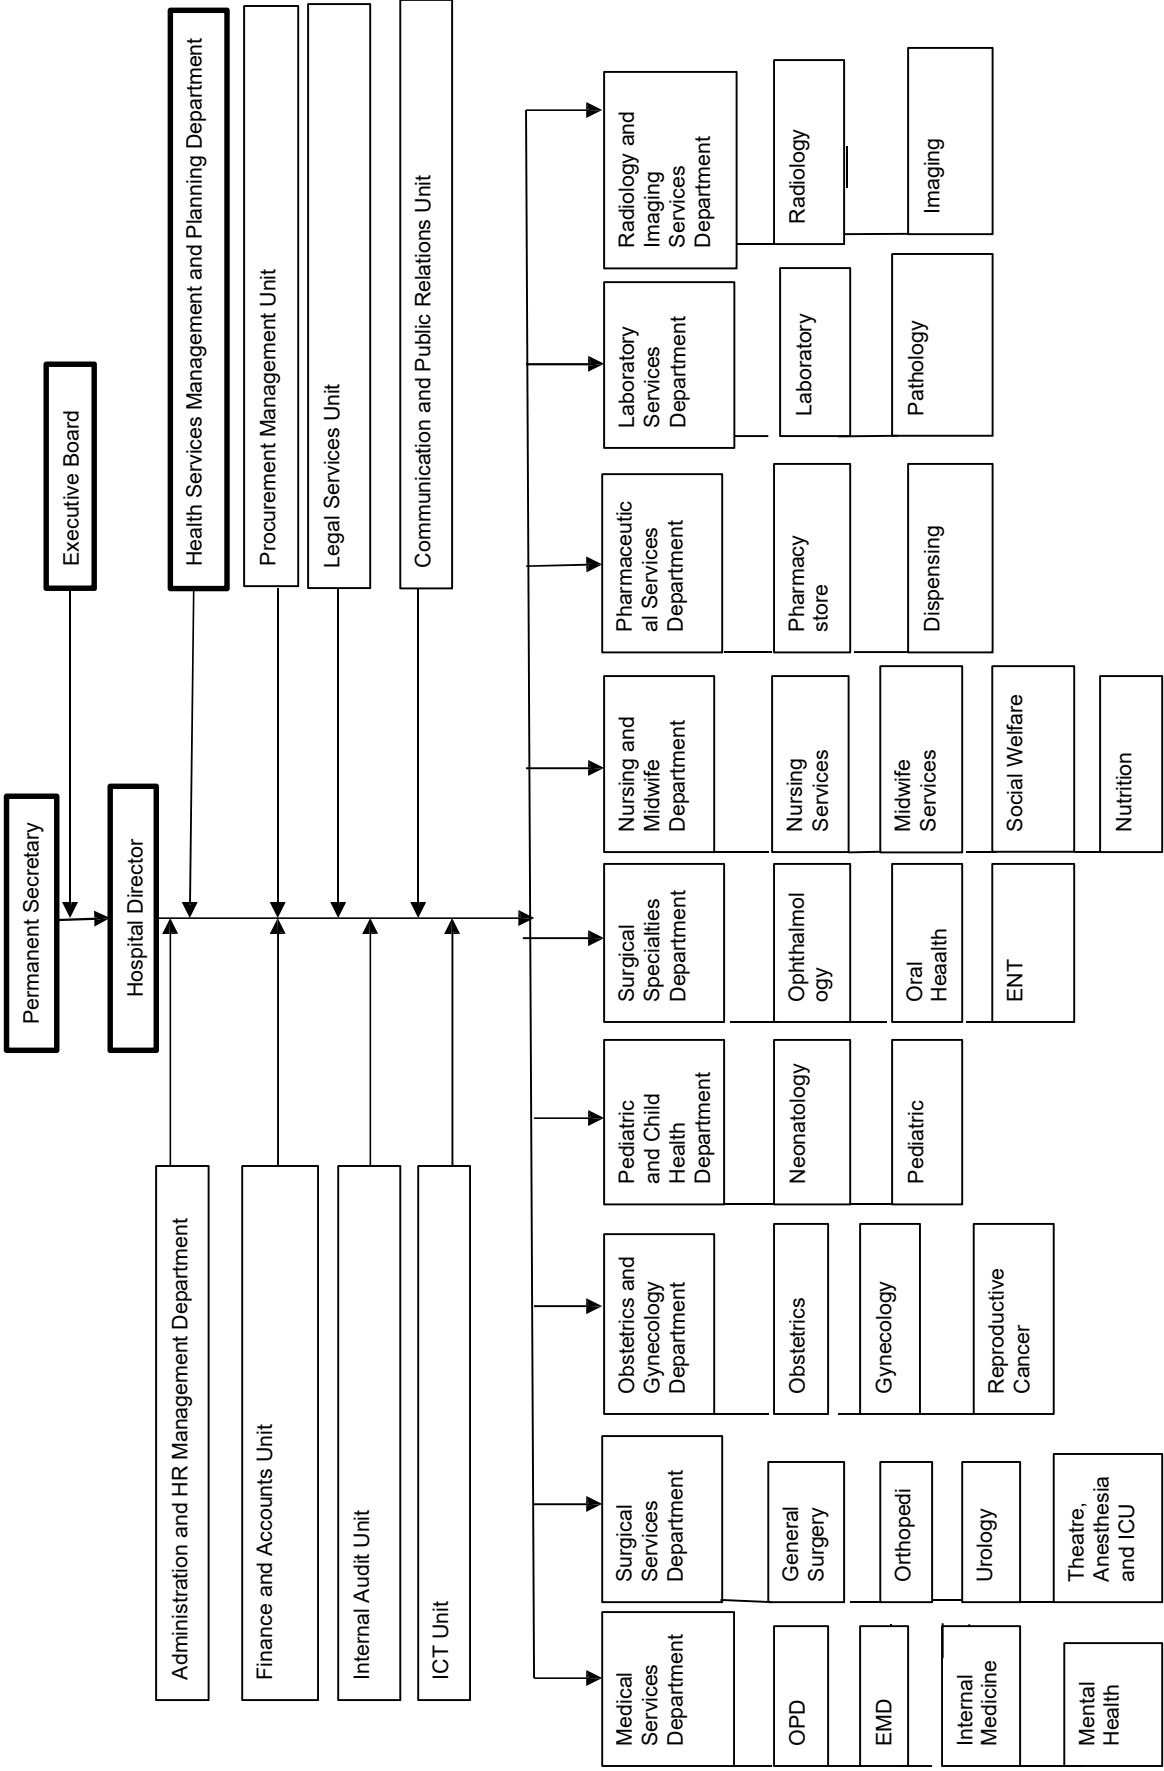 Permanent Secretary
Executive Board
Hospital Director
Administration and HR Management Department
Health Services Management and Planning Department
Finance and Accounts Unit
Procurement Management Unit
Internal Audit Unit
Legal Services Unit
ICT Unit
Communication and Public Relations Unit
Medical
Services
Department
OPD
EMD
Internal
Medicine
Mental
Health
Surgical
Services
Department
General
Surgery
Orthopedi
Urology
Theatre,
Anesthesia
and ICU
Obstetrics and
Gynecology
Department
Obstetrics
Gynecology
Reproductive
Cancer
Pediatric
and Child
Health
Department
Neonatology
Pediatric
Surgical
Specialties
Department
Ophthalmol
ogy
Oral
Heaalth
ENT
Nursing and
Midwife
Department
Nursing
Services
Midwife
Services
Social Welfare
Nutrition
Pharmaceutic
al Services
Department
Pharmacy
store
Dispensing
Laboratory
Services
Department
Laboratory
Pathology
Radiology and
Imaging
Services
Department
Radiology
Imaging